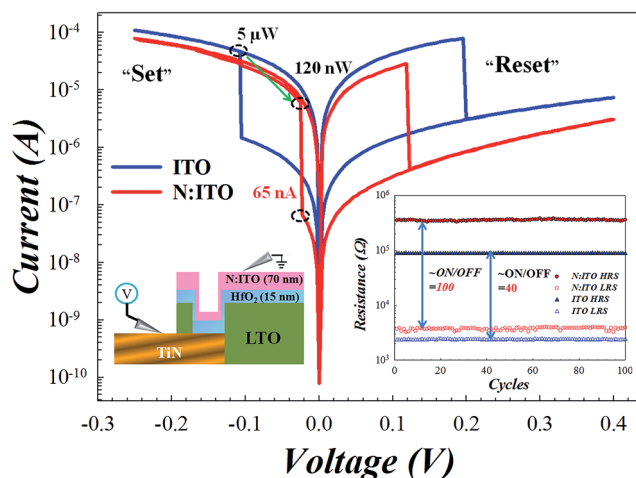 Current (A)
10⁻⁴
10⁻⁵
10⁻⁶
10⁻⁷
10⁻⁸
10⁻⁹
10⁻¹⁰
5 μW
120 nW
"Set"
"Reset"
ITO
N:ITO
65 nA
V
N:ITO (70 nm)
HfO₂ (15 nm)
LTO
TiN
Resistance (Ω)
10⁶
10⁵
10⁴
10³
~ON/OFF
=100
~ON/OFF
=40
N:ITO HRS
N:ITO LRS
ITO HRS
ITO LRS
0 20 40 60 80 100
Cycles
-0.3 -0.2 -0.1 0.0 0.1 0.2 0.3 0.4
Voltage (V)